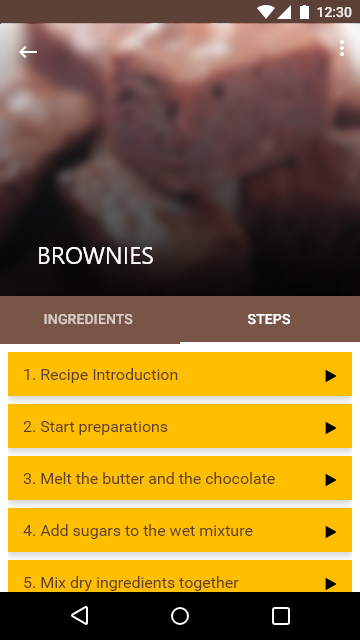 12:30
BROWNIES
INGREDIENTS
STEPS
1. Recipe Introduction
2. Start preparations
3. Melt the butter and the chocolate
4. Add sugars to the wet mixture
5. Mix dry ingredients together